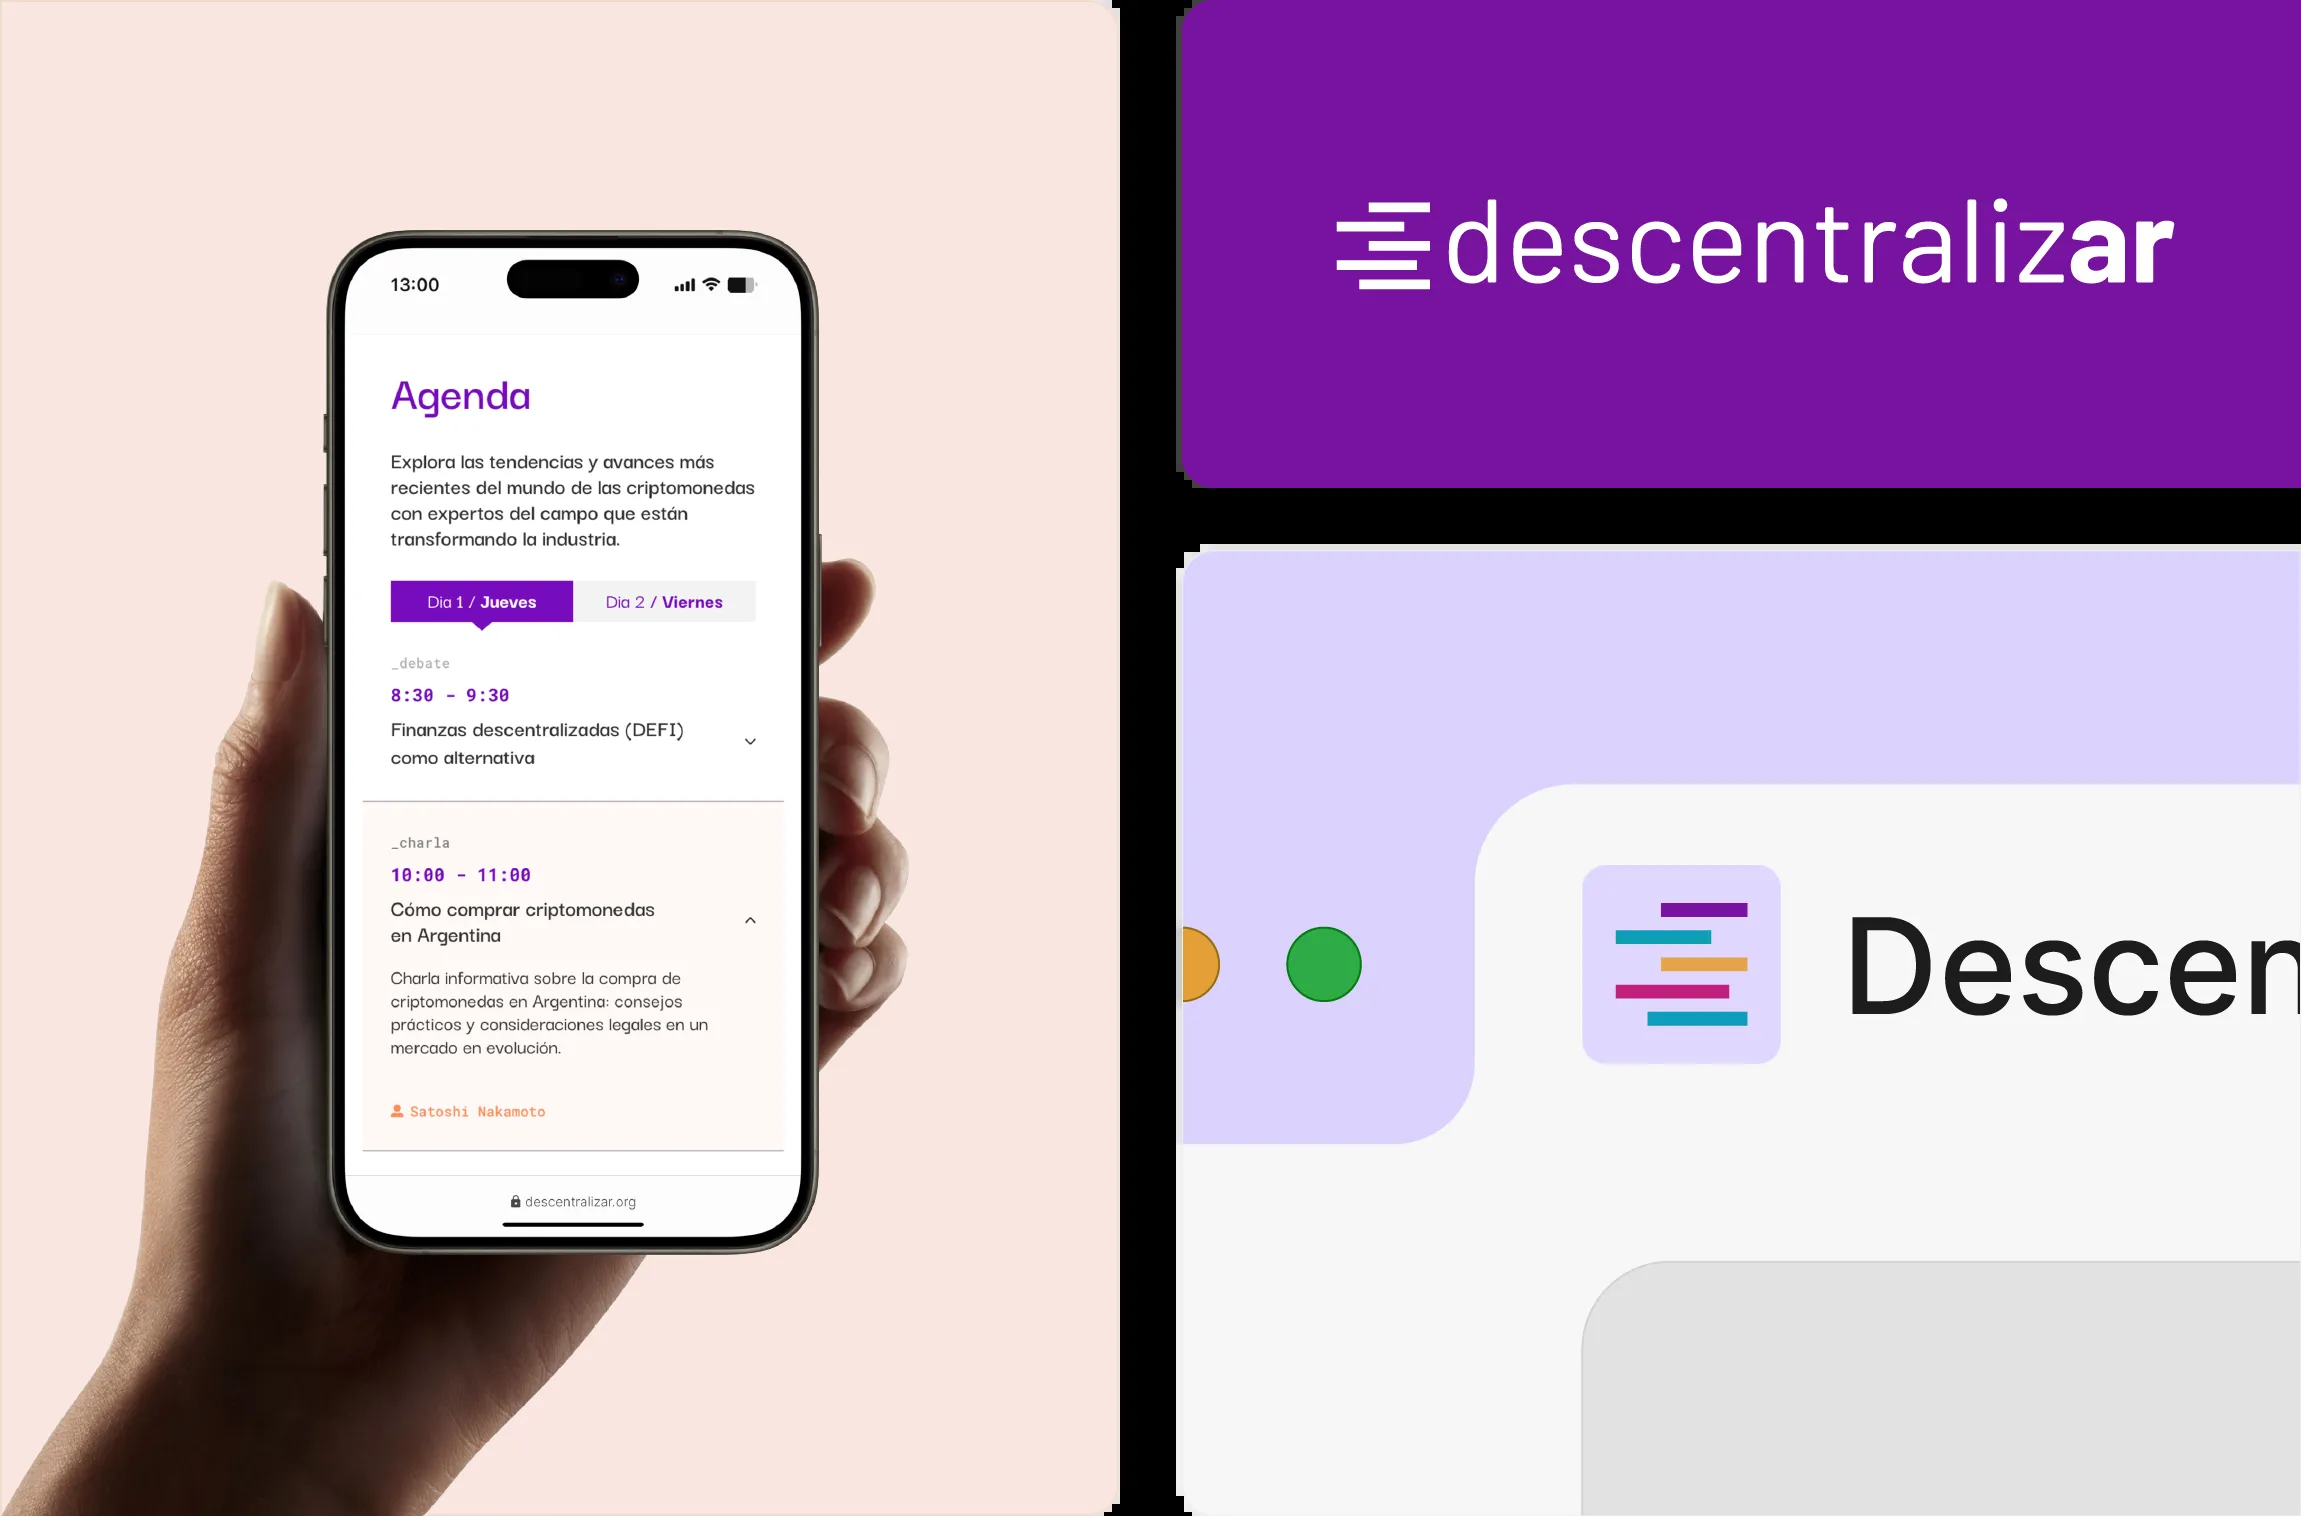 13:00
Agenda
Explora las tendencias y avances más
recientes del mundo de las criptomonedas
con expertos del campo que están
transformando la industria.
Dia 1 / Jueves
Dia 2 / Viernes
_debate
8:30 - 9:30
Finanzas descentralizadas (DEFI)
como alternativa
_charla
10:00 - 11:00
Cómo comprar criptomonedas
en Argentina
Charla informativa sobre la compra de
criptomonedas en Argentina: consejos
prácticos y consideraciones legales en un
mercado en evolución.
Satoshi Nakamoto
descentralizar.org
descentralizar
Descen